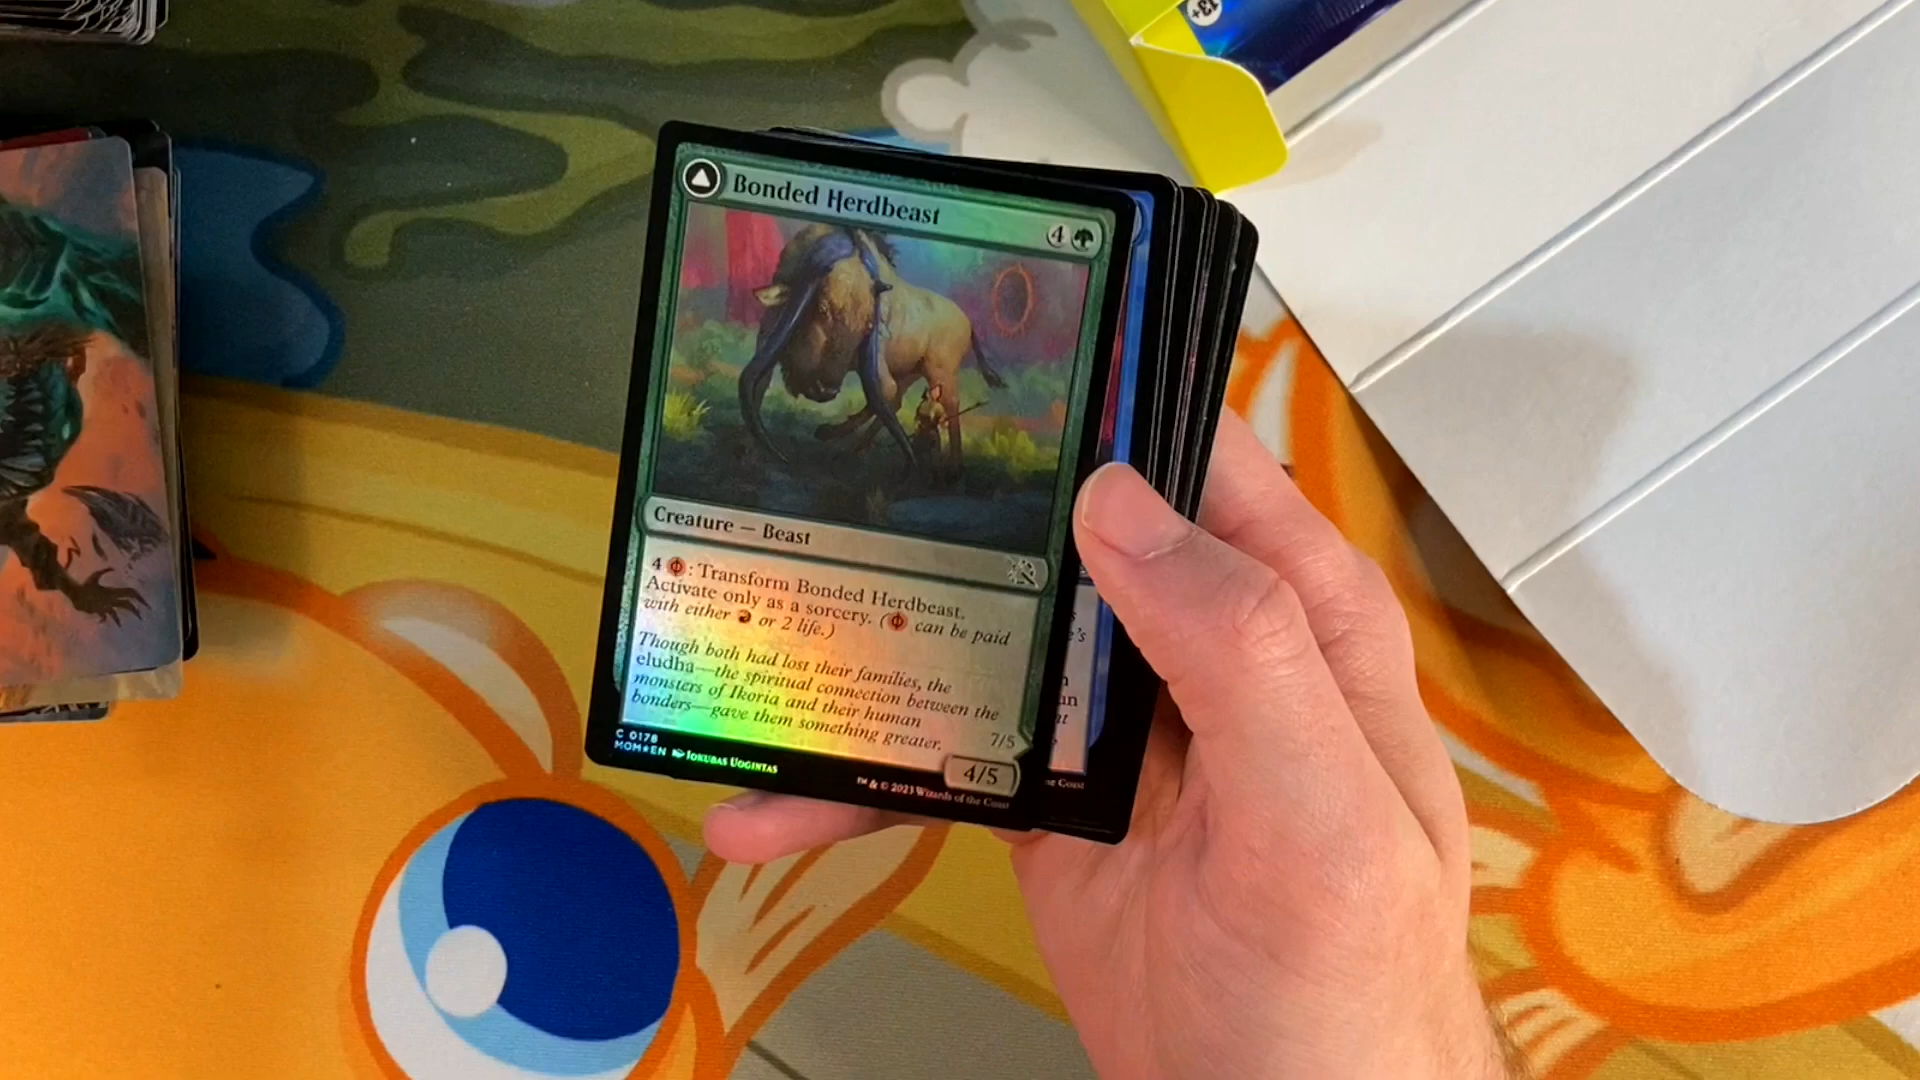 13+
Bonded Herdbeast
4
Creature — Beast
4 : Transform Bonded Herdbeast.
Activate only as a sorcery. ( can be paid
with either or 2 life.)
Though both had lost their families, the
eludha—the spiritual connection between the
monsters of Ikoria and their human
bonders—gave them something greater.
7/5
4/5
C 0178
MOM★EN Jokubas Uogintas
™ & © 2023 Wizards of the Coast